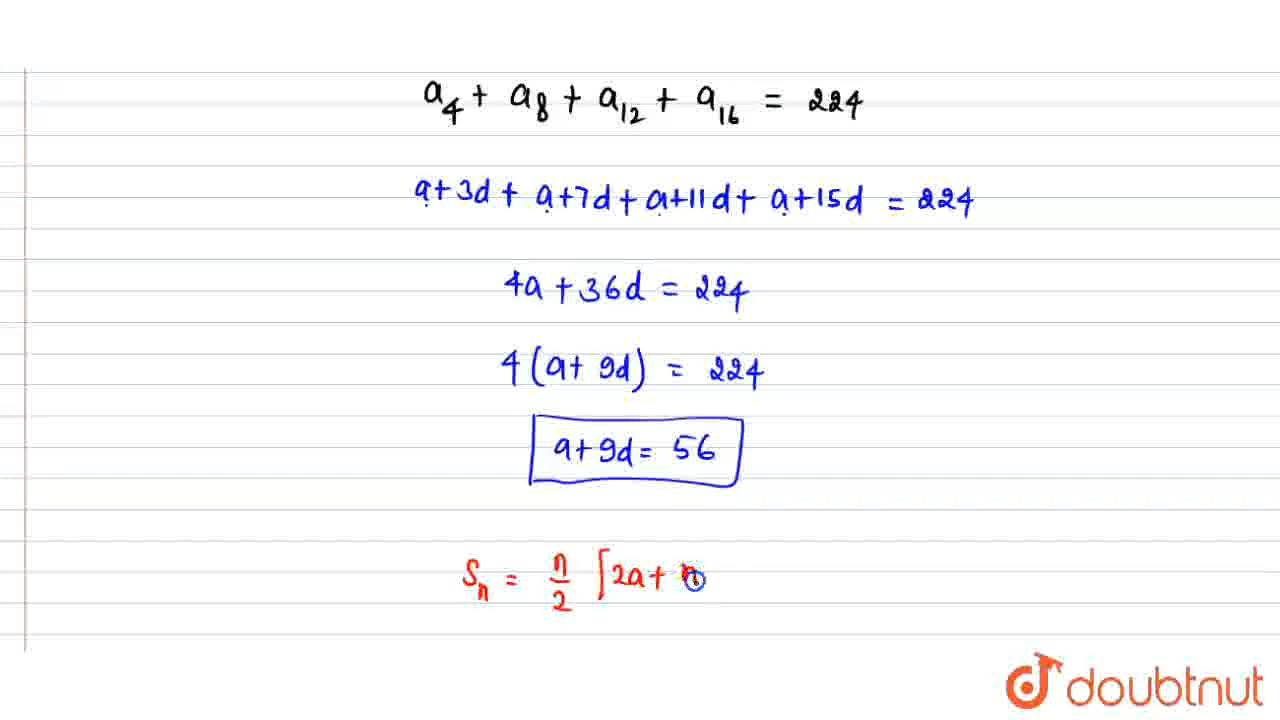 a₄ + a₈ + a₁₂ + a₁₆ = 224
a+3d + a+7d + a+11d + a+15d = 224
4a + 36d = 224
4(a + 9d) = 224
a + 9d = 56
Sₙ = n/2 [2a + n
doubtnut